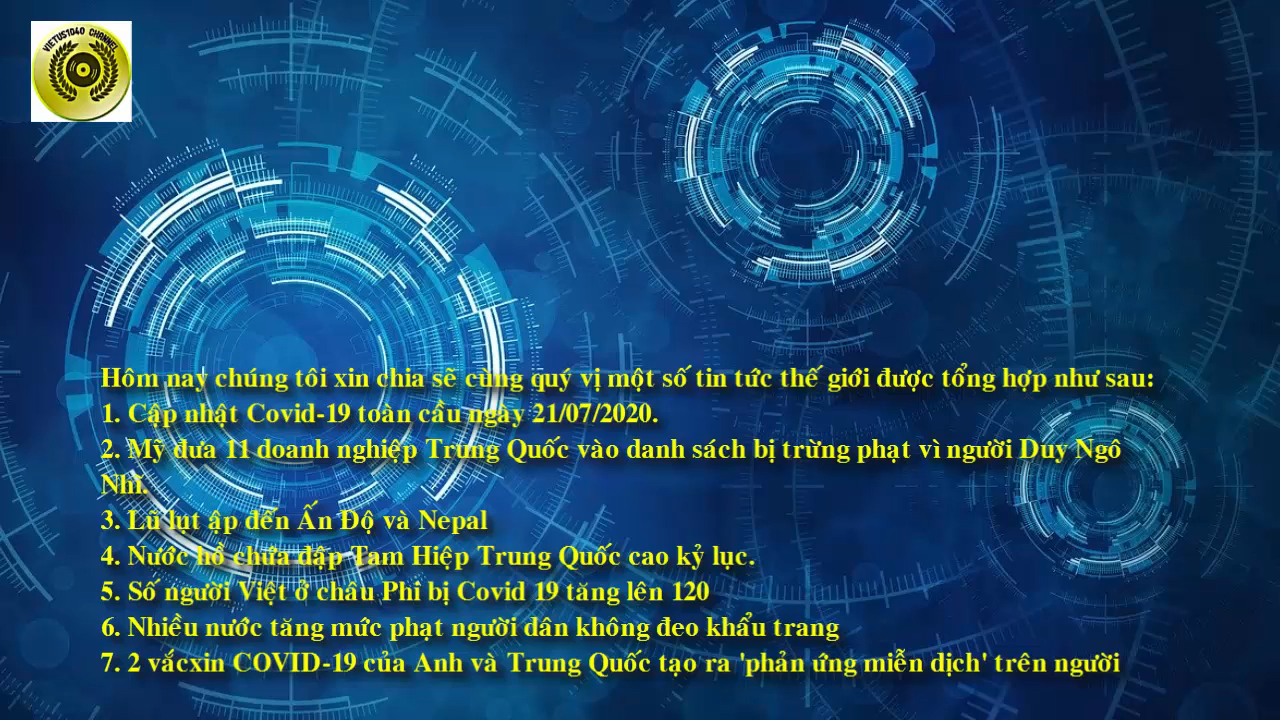 VIETUS1040 CHANNEL
Hôm nay chúng tôi xin chia sẽ cùng quý vị một số tin tức thế giới được tổng hợp như sau:
1. Cập nhật Covid-19 toàn cầu ngày 21/07/2020.
2. Mỹ đưa 11 doanh nghiệp Trung Quốc vào danh sách bị trừng phạt vì người Duy Ngô
Nhĩ.
3. Lũ lụt ập đến Ấn Độ và Nepal
4. Nước hồ chứa đập Tam Hiệp Trung Quốc cao kỷ lục.
5. Số người Việt ở châu Phi bị Covid 19 tăng lên 120
6. Nhiều nước tăng mức phạt người dân không đeo khẩu trang
7. 2 vắcxin COVID-19 của Anh và Trung Quốc tạo ra 'phản ứng miễn dịch' trên người